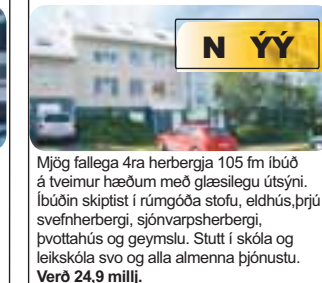 N ÝÝ
Mjög fallega 4ra herbergja 105 fm íbúð
á tveimur hæðum með glæsilegu útsýni.
Íbúðin skiptist í rúmgóða stofu, eldhús,þrjú
svefnherbergi, sjónvarpsherbergi,
þvottahús og geymslu. Stutt í skóla og
leikskóla svo og alla almenna þjónustu.
Verð 24,9 millj.